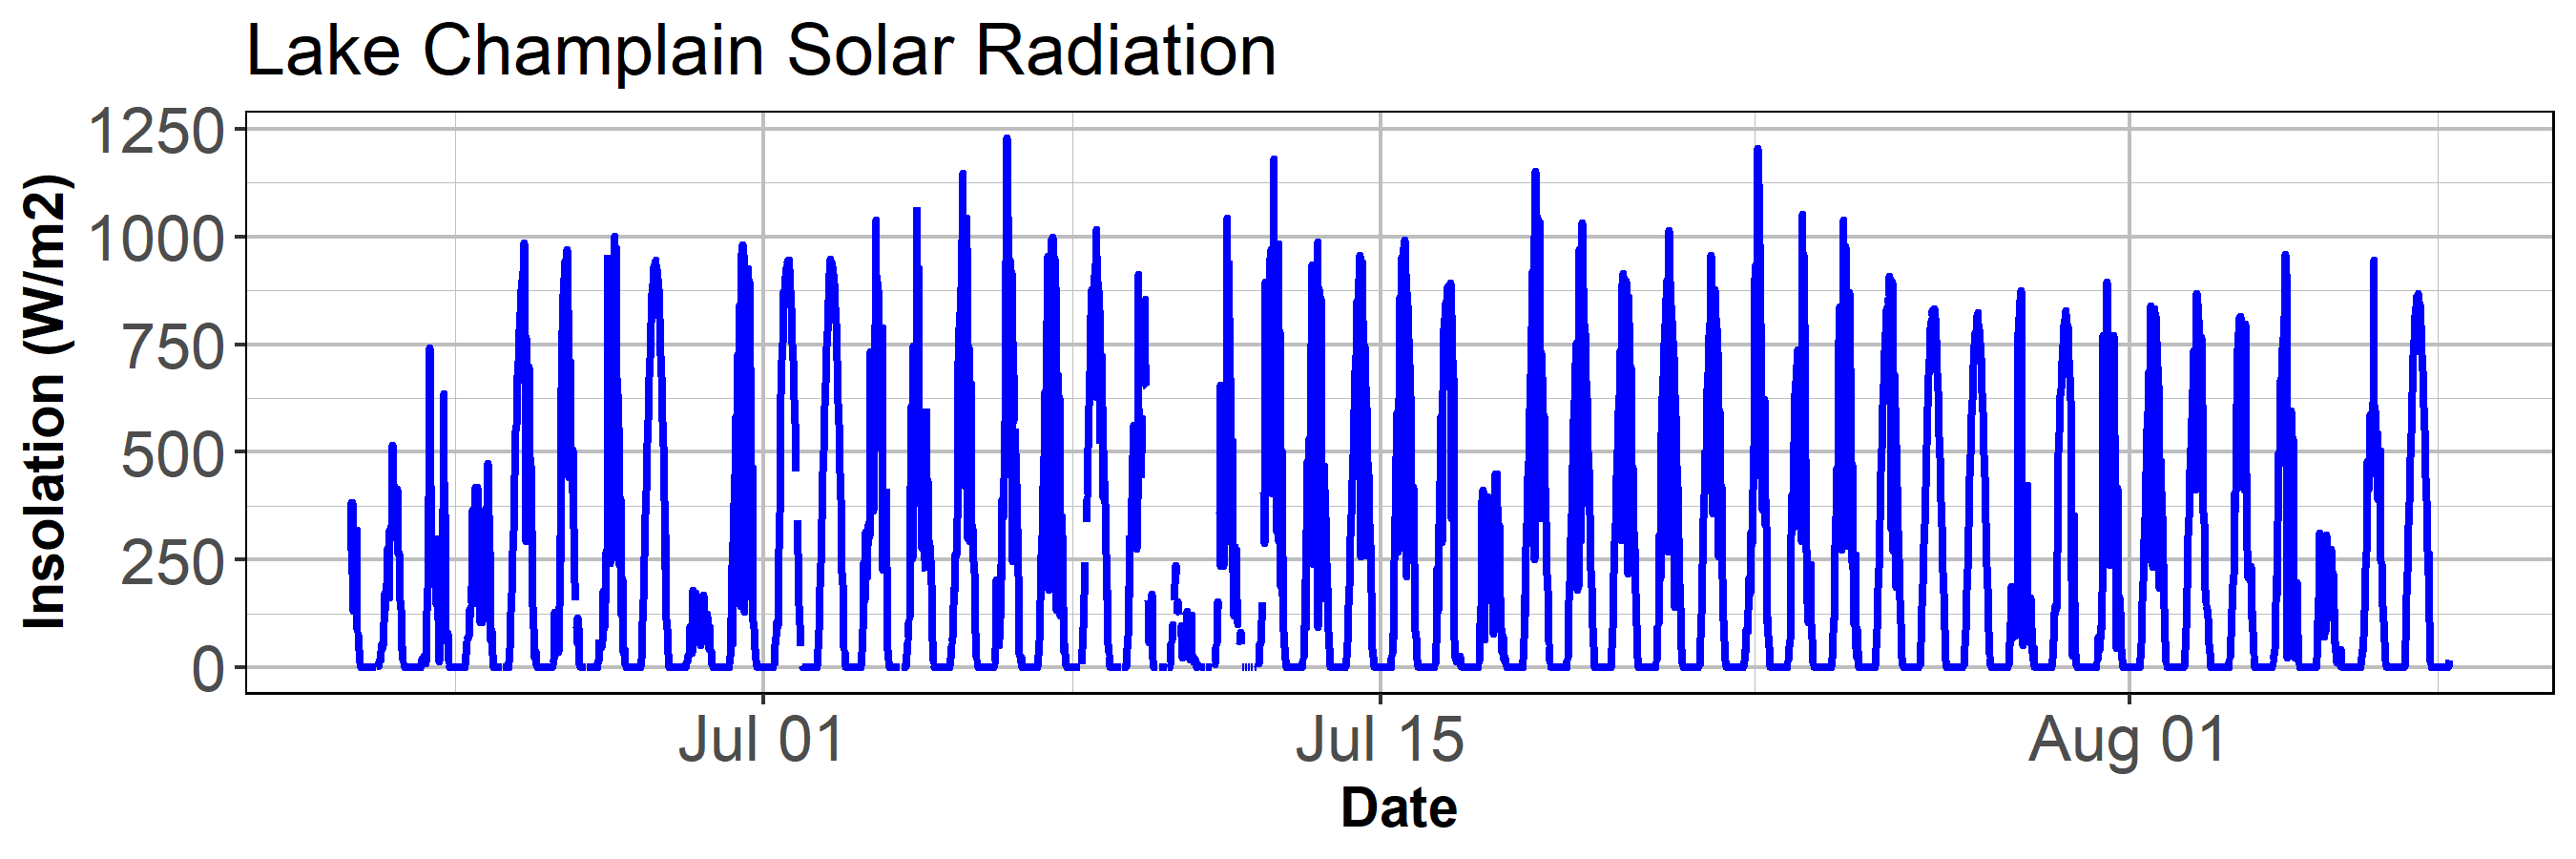 Lake Champlain Solar Radiation
Insolation (W/m2)
1250
1000
750
500
250
0
Jul 01 Jul 15 Aug 01
Date